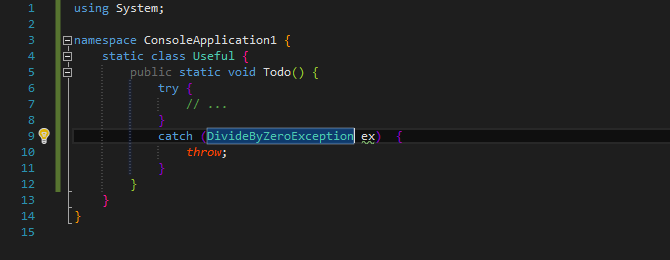 1 using System;
2
3 namespace ConsoleApplication1 {
4 static class Useful {
5 public static void Todo() {
6 try {
7 // ...
8 }
9 catch (DivideByZeroException ex) {
10 throw;
11 }
12 }
13 }
14 }
15